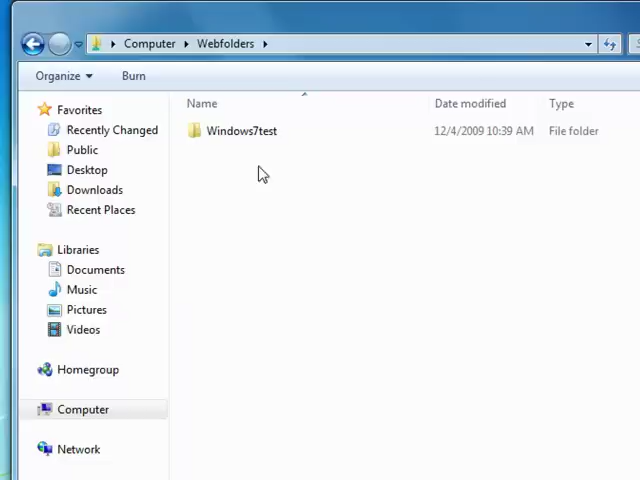 Computer Webfolders
Organize Burn
Name Date modified Type
Windows7test 12/4/2009 10:39 AM File folder
Favorites
Recently Changed
Public
Desktop
Downloads
Recent Places
Libraries
Documents
Music
Pictures
Videos
Homegroup
Computer
Network